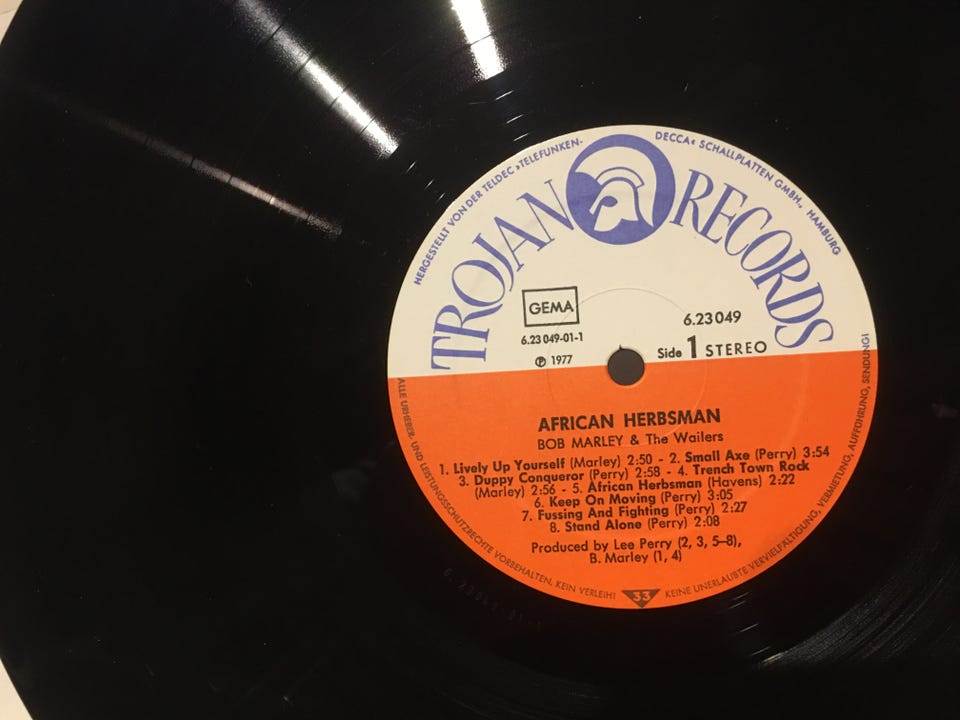 HERGESTELLT VON DER TELDEC »TELEFUNKEN-DECCA« SCHALLPLATTEN GMBH., HAMBURG
TROJAN RECORDS
GEMA
6.23 049-01-1
℗ 1977
6.23 049
Side 1 STEREO
AFRICAN HERBSMAN
BOB MARLEY & The Wailers
1. Lively Up Yourself (Marley) 2:50 - 2. Small Axe (Perry) 3:54
3. Duppy Conqueror (Perry) 2:58 - 4. Trench Town Rock
(Marley) 2:56 - 5. African Herbsman (Havens) 2:22
6. Keep On Moving (Perry) 3:05
7. Fussing And Fighting (Perry) 2:27
8. Stand Alone (Perry) 2:08
Produced by Lee Perry (2, 3, 5–8),
B. Marley (1, 4)
ALLE URHEBER- UND LEISTUNGSSCHUTZRECHTE VORBEHALTEN, KEIN VERLEIH!
33
KEINE UNERLAUBTE VERVIELFÄLTIGUNG, VERMIETUNG, AUFFÜHRUNG, SENDUNG!